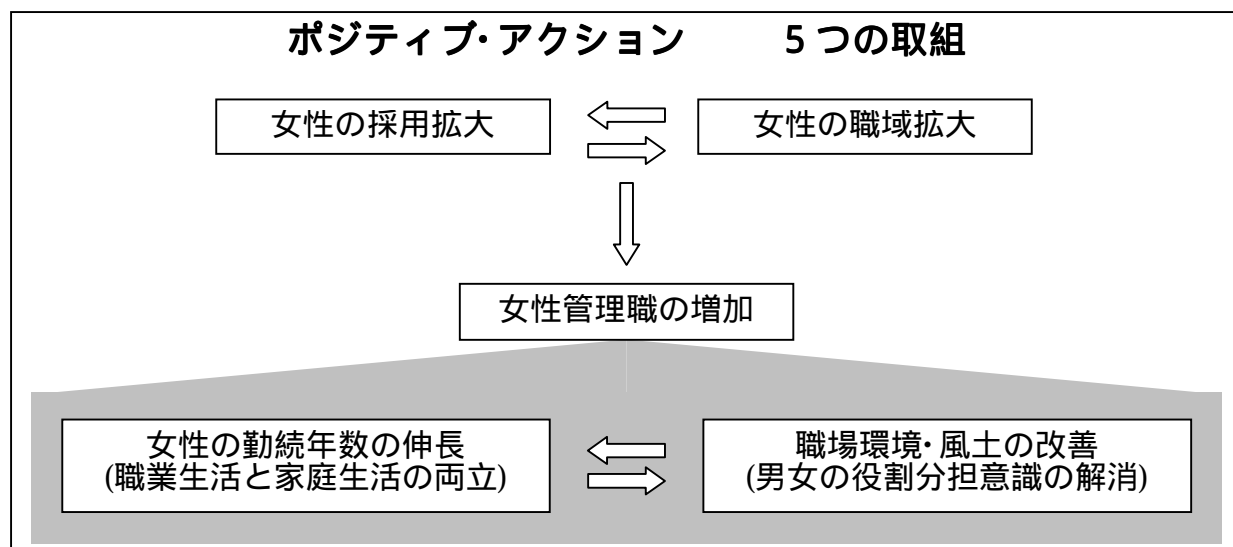 ポジティブ・アクション　　5つの取組
女性の採用拡大
女性の職域拡大
女性管理職の増加
女性の勤続年数の伸長
(職業生活と家庭生活の両立)
職場環境・風土の改善
(男女の役割分担意識の解消)